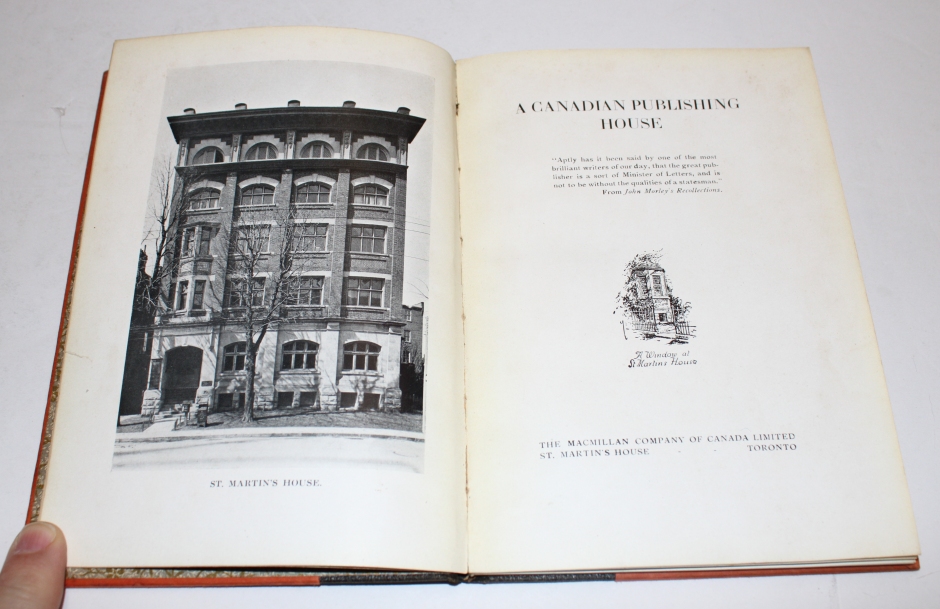 ST. MARTIN'S HOUSE.
A CANADIAN PUBLISHING
HOUSE
"Aptly has it been said by one of the most
brilliant writers of our day, that the great pub-
lisher is a sort of Minister of Letters, and is
not to be without the qualities of a statesman."
From John Morley's Recollections.
A Window at
St. Martin's House
THE MACMILLAN COMPANY OF CANADA LIMITED
ST. MARTIN'S HOUSE - - TORONTO